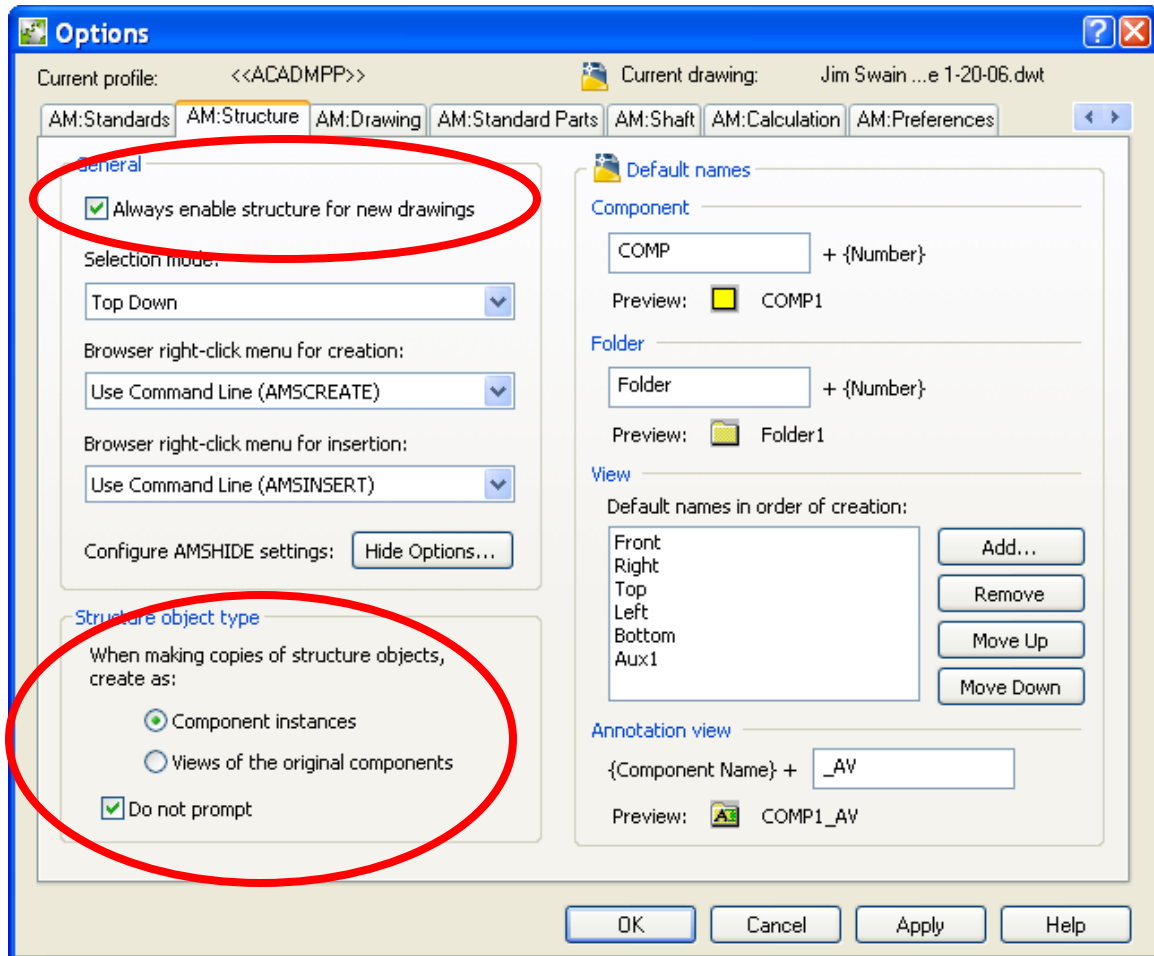 Options
Current profile: <<ACADMPP>> Current drawing: Jim Swain ...e 1-20-06.dwt
AM:Standards AM:Structure AM:Drawing AM:Standard Parts AM:Shaft AM:Calculation AM:Preferences
General
Always enable structure for new drawings
Selection mode:
Top Down
Browser right-click menu for creation:
Use Command Line (AMSCREATE)
Browser right-click menu for insertion:
Use Command Line (AMSINSERT)
Configure AMSHIDE settings: Hide Options...
Structure object type
When making copies of structure objects,
create as:
Component instances
Views of the original components
Do not prompt
Default names
Component
COMP + {Number}
Preview: COMP1
Folder
Folder + {Number}
Preview: Folder1
View
Default names in order of creation:
Front
Right
Top
Left
Bottom
Aux1
Add...
Remove
Move Up
Move Down
Annotation view
{Component Name} + _AV
Preview: A COMP1_AV
OK Cancel Apply Help